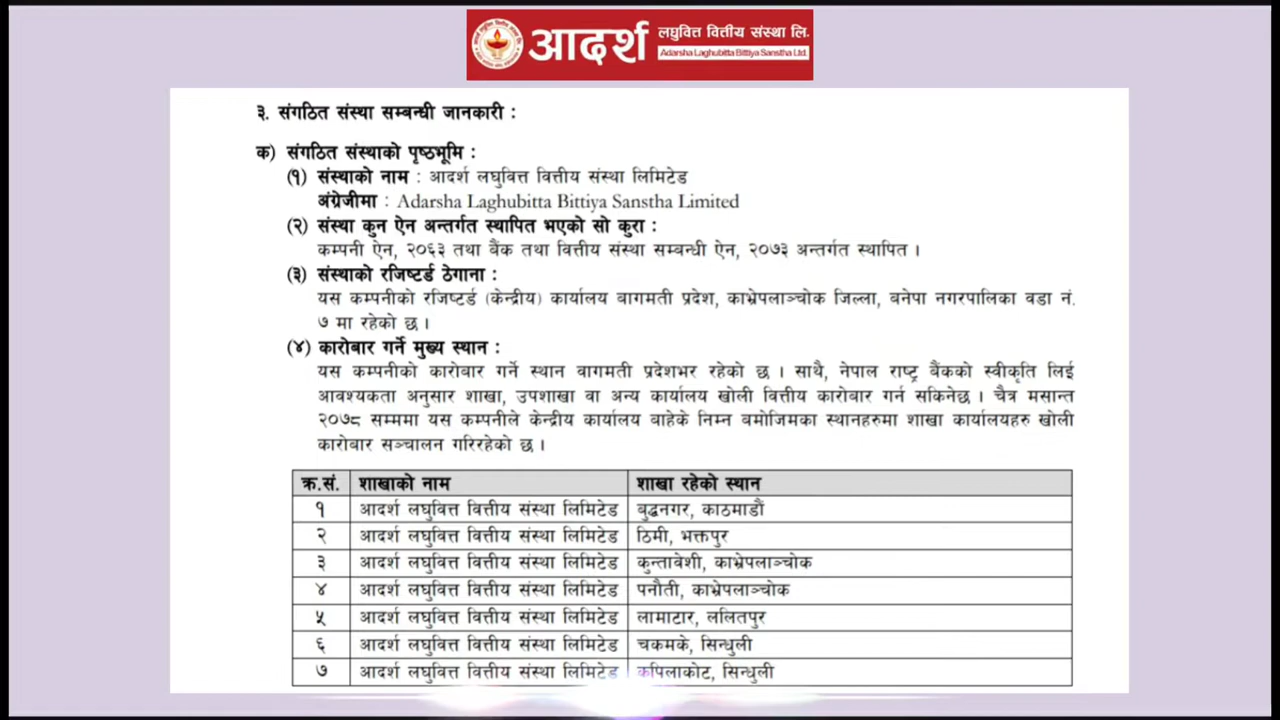 आदर्श लघुवित्त वित्तीय संस्था लि.
Adarsha Laghubitta Bittiya Sanstha Ltd.
३. संगठित संस्था सम्बन्धी जानकारी :
क) संगठित संस्थाको पृष्ठभूमि :
(१) संस्थाको नाम : आदर्श लघुवित्त वित्तीय संस्था लिमिटेड
अंग्रेजीमा : Adarsha Laghubitta Bittiya Sanstha Limited
(२) संस्था कुन ऐन अन्तर्गत स्थापित भएको सो कुरा :
कम्पनी ऐन, २०६३ तथा बैंक तथा वित्तीय संस्था सम्बन्धी ऐन, २०७३ अन्तर्गत स्थापित ।
(३) संस्थाको रजिष्टर्ड ठेगाना :
यस कम्पनीको रजिष्टर्ड (केन्द्रीय) कार्यालय बागमती प्रदेश, काभ्रेपलाञ्चोक जिल्ला, बनेपा नगरपालिका वडा नं.
७ मा रहेको छ ।
(४) कारोबार गर्ने मुख्य स्थान :
यस कम्पनीको कारोबार गर्ने स्थान वागमती प्रदेशभर रहेको छ । साथै, नेपाल राष्ट्र बैंकको स्वीकृति लिई
आवश्यकता अनुसार शाखा, उपशाखा वा अन्य कार्यालय खोली वित्तीय कारोबार गर्न सकिनेछ । चैत्र मसान्त
२०७८ सम्ममा यस कम्पनीले केन्द्रीय कार्यालय बाहेके निम्न बमोजिमका स्थानहरुमा शाखा कार्यालयहरु खोली
कारोबार सञ्चालन गरिरहेको छ ।
क्र.सं. शाखाको नाम शाखा रहेको स्थान
१ आदर्श लघुवित्त वित्तीय संस्था लिमिटेड बुद्धनगर, काठमाडौं
२ आदर्श लघुवित्त वित्तीय संस्था लिमिटेड ठिमी, भक्तपुर
३ आदर्श लघुवित्त वित्तीय संस्था लिमिटेड कुन्तावेशी, काभ्रेपलाञ्चोक
४ आदर्श लघुवित्त वित्तीय संस्था लिमिटेड पनौती, काभ्रेपलाञ्चोक
५ आदर्श लघुवित्त वित्तीय संस्था लिमिटेड लामाटार, ललितपुर
६ आदर्श लघुवित्त वित्तीय संस्था लिमिटेड चकमके, सिन्धुली
७ आदर्श लघुवित्त वित्तीय संस्था लिमिटेड कपिलाकोट, सिन्धुली